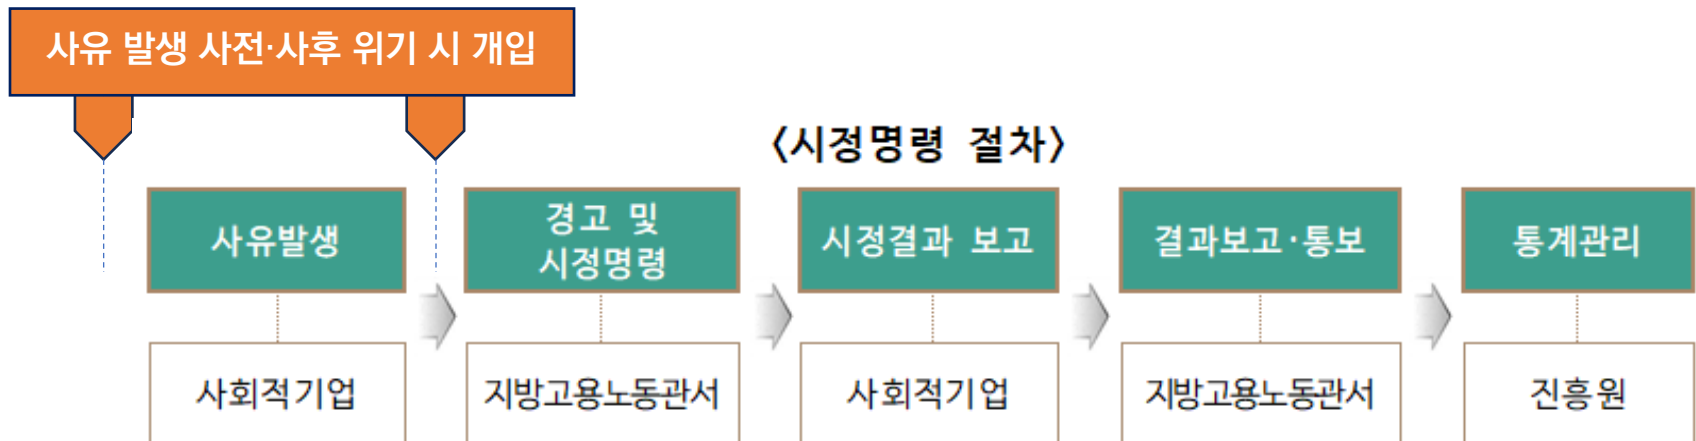 사유 발생 사전·사후 위기 시 개입
<시정명령 절차>
사유발생
경고 및
시정명령
시정결과 보고
결과보고·통보
통계관리
사회적기업
지방고용노동관서
사회적기업
지방고용노동관서
진흥원